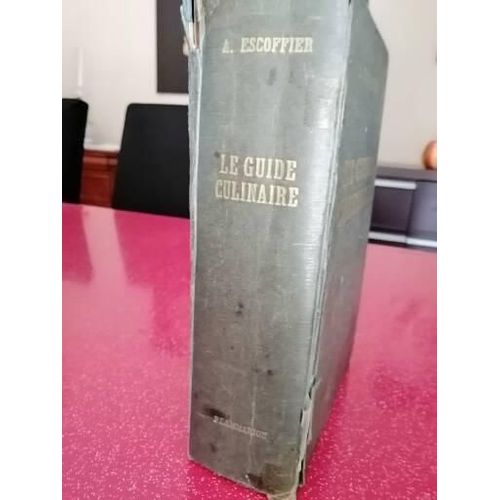 A. ESCOFFIER
LE GUIDE
CULINAIRE
FLAMMARION